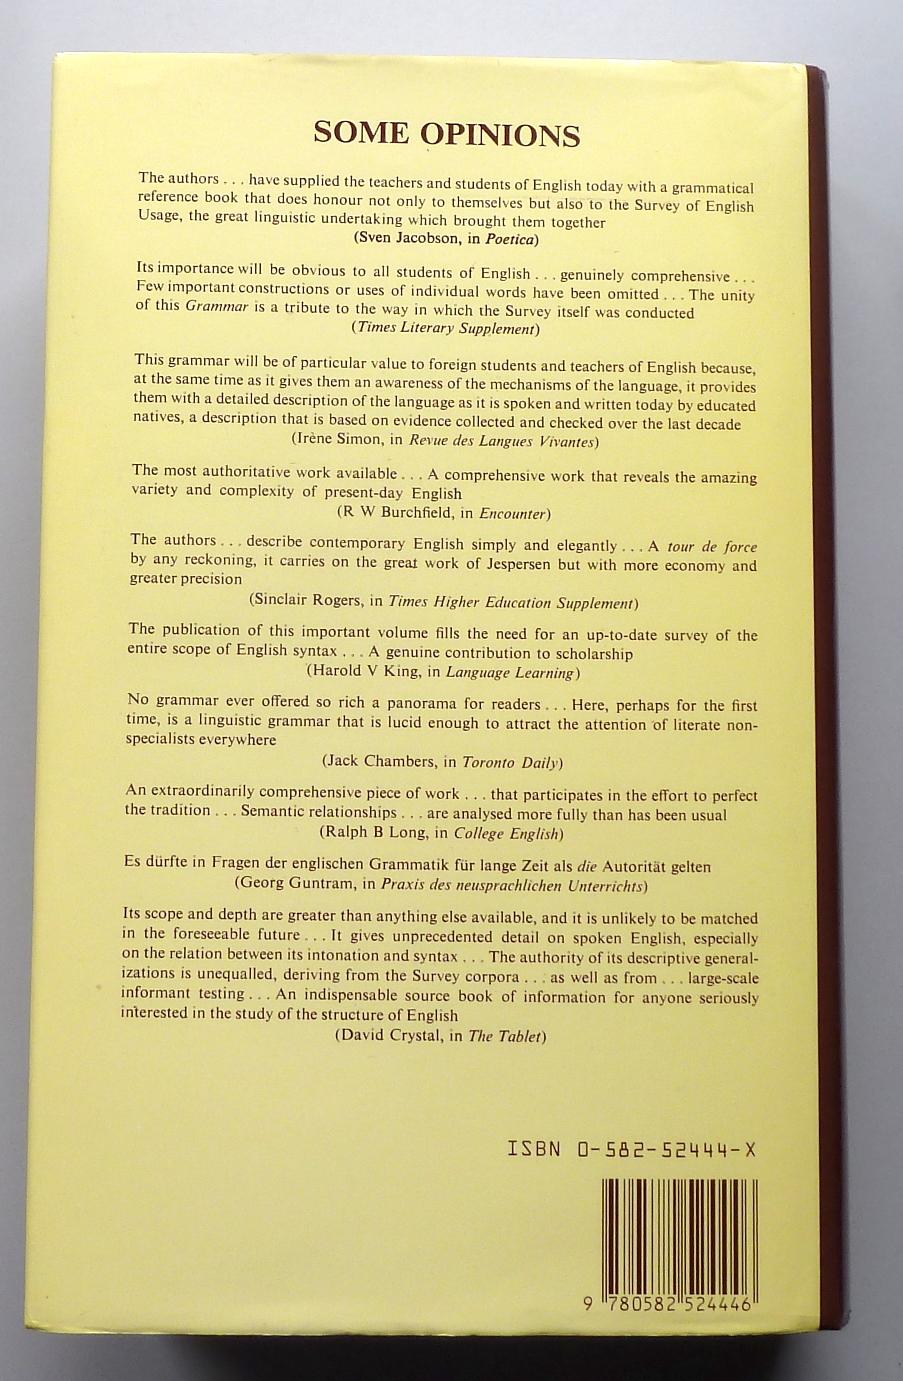 SOME OPINIONS
The authors . . . have supplied the teachers and students of English today with a grammatical
reference book that does honour not only to themselves but also to the Survey of English
Usage, the great linguistic undertaking which brought them together
(Sven Jacobson, in Poetica)
Its importance will be obvious to all students of English . . . genuinely comprehensive . . .
Few important constructions or uses of individual words have been omitted . . . The unity
of this Grammar is a tribute to the way in which the Survey itself was conducted
(Times Literary Supplement)
This grammar will be of particular value to foreign students and teachers of English because,
at the same time as it gives them an awareness of the mechanisms of the language, it provides
them with a detailed description of the language as it is spoken and written today by educated
natives, a description that is based on evidence collected and checked over the last decade
(Irène Simon, in Revue des Langues Vivantes)
The most authoritative work available . . . A comprehensive work that reveals the amazing
variety and complexity of present-day English
(R W Burchfield, in Encounter)
The authors . . . describe contemporary English simply and elegantly . . . A tour de force
by any reckoning, it carries on the great work of Jespersen but with more economy and
greater precision
(Sinclair Rogers, in Times Higher Education Supplement)
The publication of this important volume fills the need for an up-to-date survey of the
entire scope of English syntax . . . A genuine contribution to scholarship
(Harold V King, in Language Learning)
No grammar ever offered so rich a panorama for readers . . . Here, perhaps for the first
time, is a linguistic grammar that is lucid enough to attract the attention of literate non-
specialists everywhere
(Jack Chambers, in Toronto Daily)
An extraordinarily comprehensive piece of work . . . that participates in the effort to perfect
the tradition . . . Semantic relationships . . . are analysed more fully than has been usual
(Ralph B Long, in College English)
Es dürfte in Fragen der englischen Grammatik für lange Zeit als die Autorität gelten
(Georg Guntram, in Praxis des neusprachlichen Unterrichts)
Its scope and depth are greater than anything else available, and it is unlikely to be matched
in the foreseeable future . . . It gives unprecedented detail on spoken English, especially
on the relation between its intonation and syntax . . . The authority of its descriptive general-
izations is unequalled, deriving from the Survey corpora . . . as well as from . . . large-scale
informant testing . . . An indispensable source book of information for anyone seriously
interested in the study of the structure of English
(David Crystal, in The Tablet)
ISBN 0-582-52444-X
9 780582 524446